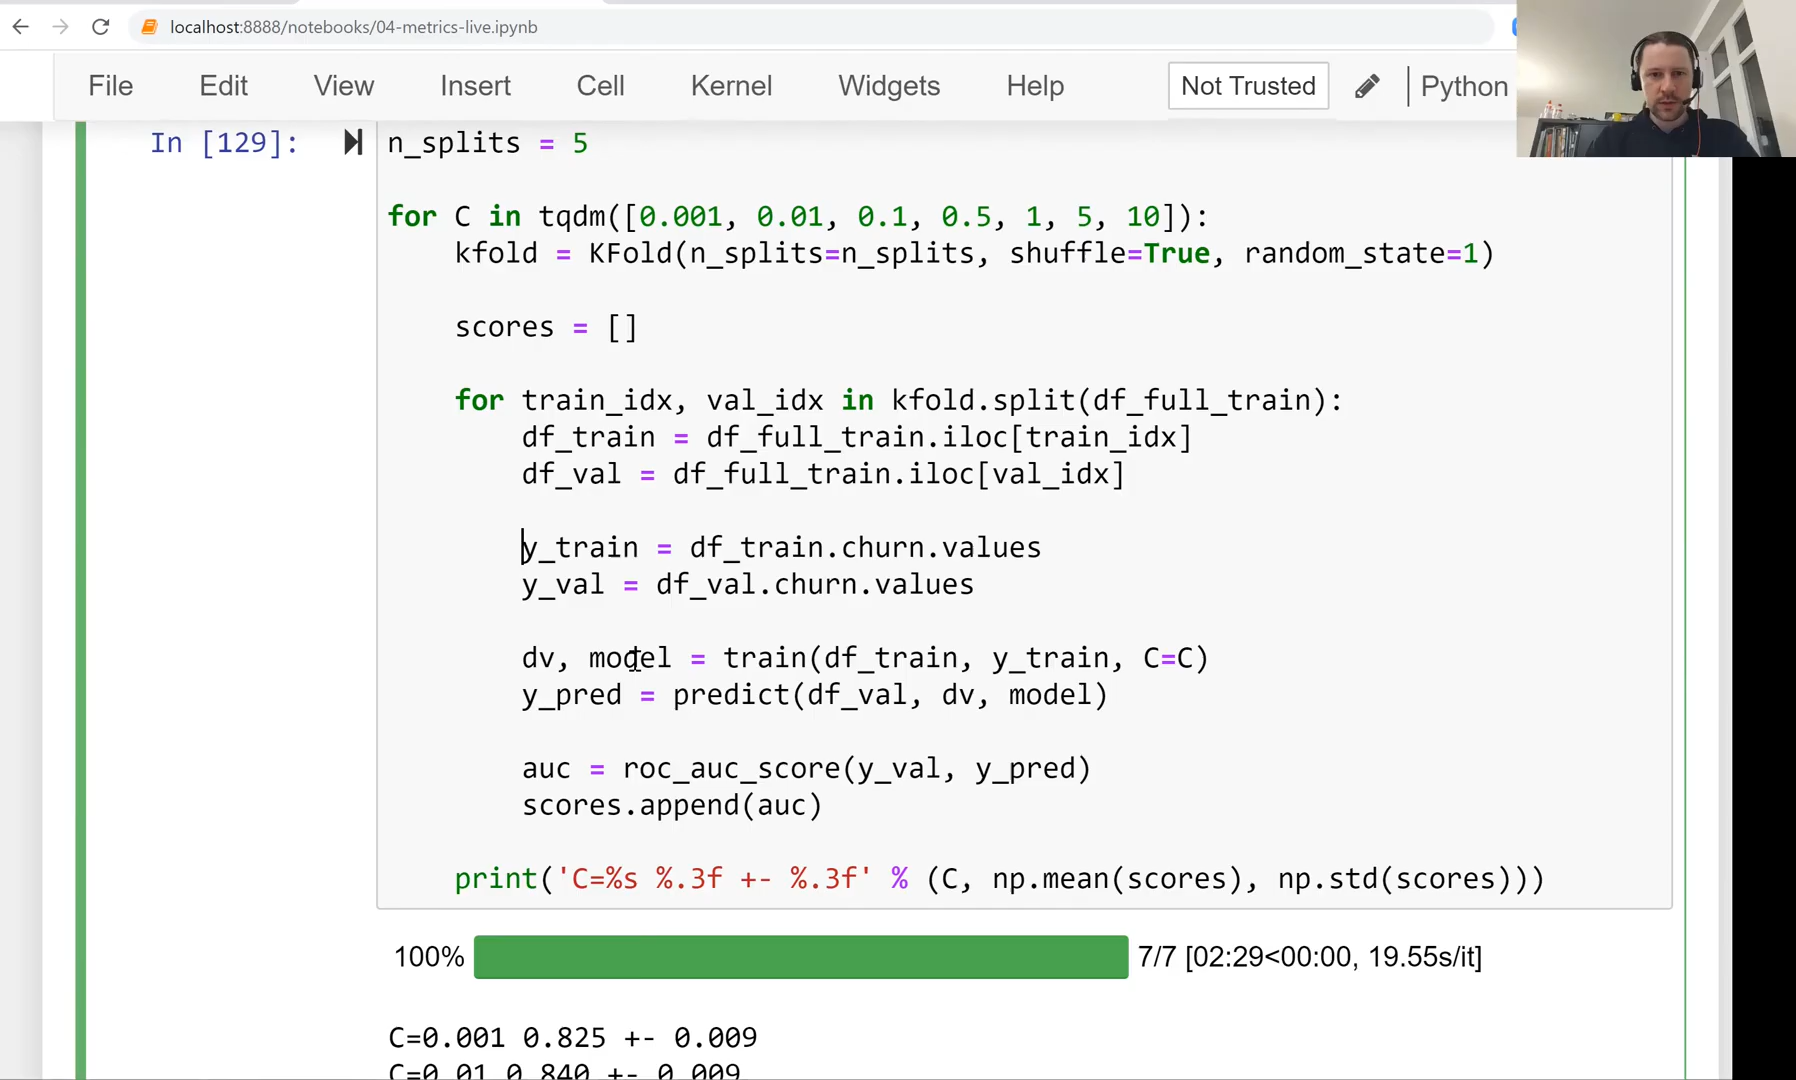 localhost:8888/notebooks/04-metrics-live.ipynb
File Edit View Insert Cell Kernel Widgets Help Not Trusted Python
In [129]: n_splits = 5
for C in tqdm([0.001, 0.01, 0.1, 0.5, 1, 5, 10]):
    kfold = KFold(n_splits=n_splits, shuffle=True, random_state=1)
    scores = []
    for train_idx, val_idx in kfold.split(df_full_train):
        df_train = df_full_train.iloc[train_idx]
        df_val = df_full_train.iloc[val_idx]
        y_train = df_train.churn.values
        y_val = df_val.churn.values
        dv, model = train(df_train, y_train, C=C)
        y_pred = predict(df_val, dv, model)
        auc = roc_auc_score(y_val, y_pred)
        scores.append(auc)
    print('C=%s %.3f +- %.3f' % (C, np.mean(scores), np.std(scores)))
100% 7/7 [02:29<00:00, 19.55s/it]
C=0.001 0.825 +- 0.009
C=0.01 0.840 +- 0.009